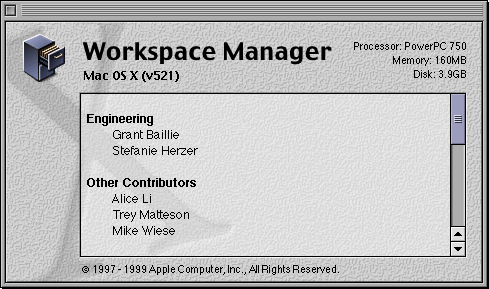 Workspace Manager
Mac OS X (v521)
Processor: PowerPC 750
Memory: 160MB
Disk: 3.9GB
Engineering
Grant Baillie
Stefanie Herzer
Other Contributors
Alice Li
Trey Matteson
Mike Wiese
© 1997 - 1999 Apple Computer, Inc., All Rights Reserved.